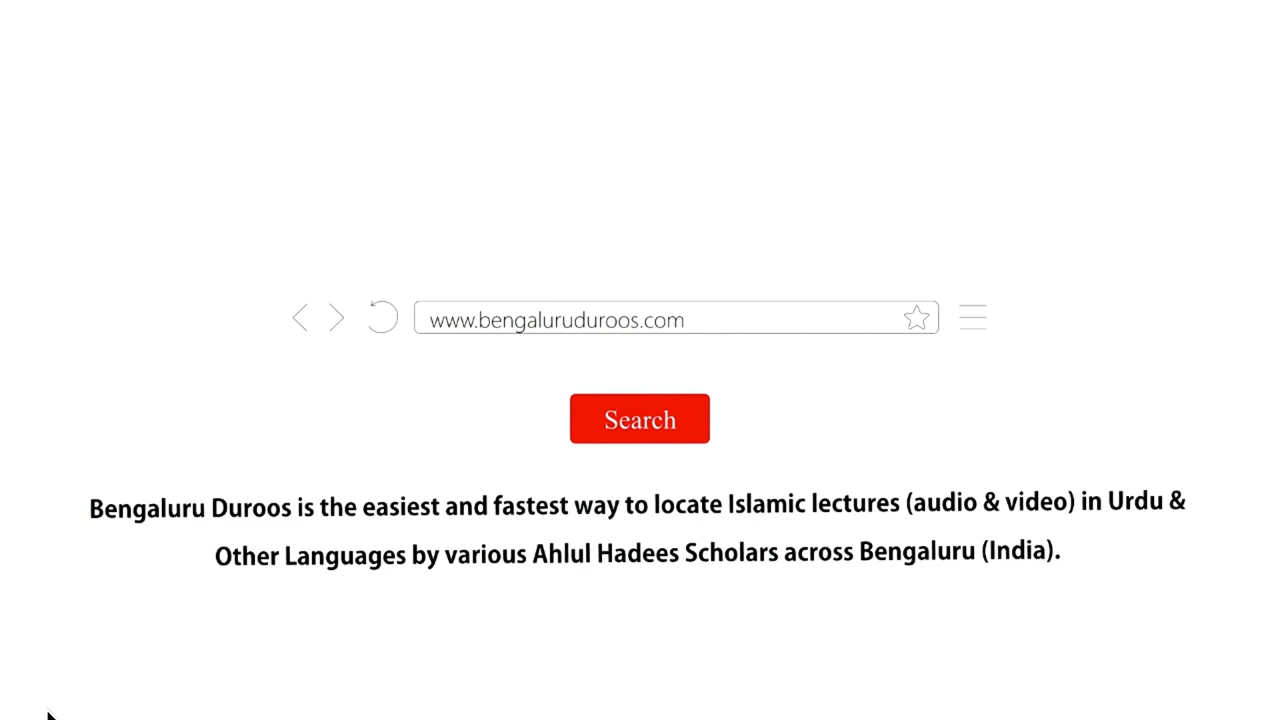 www.bengaluruduroos.com
Search
Bengaluru Duroos is the easiest and fastest way to locate Islamic lectures (audio & video) in Urdu &
Other Languages by various Ahlul Hadees Scholars across Bengaluru (India).